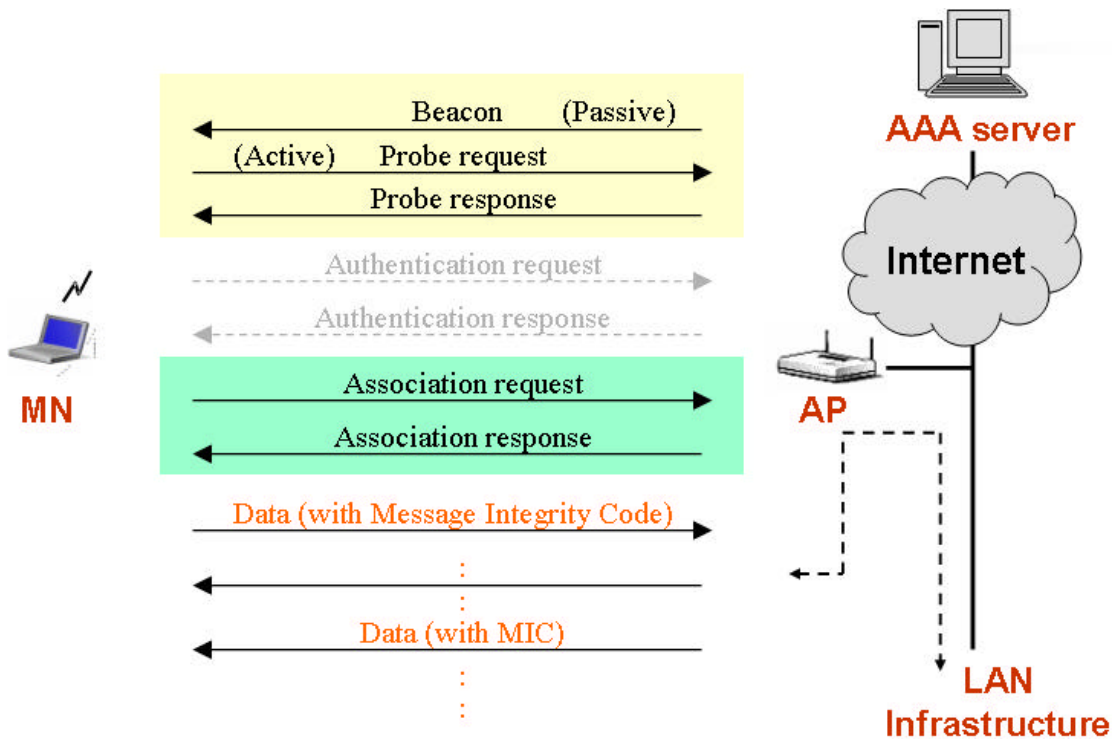 Beacon (Passive)
(Active) Probe request
Probe response
Authentication request
Authentication response
Association request
Association response
Data (with Message Integrity Code)
Data (with MIC)
MN
AAA server
Internet
AP
LAN
Infrastructure